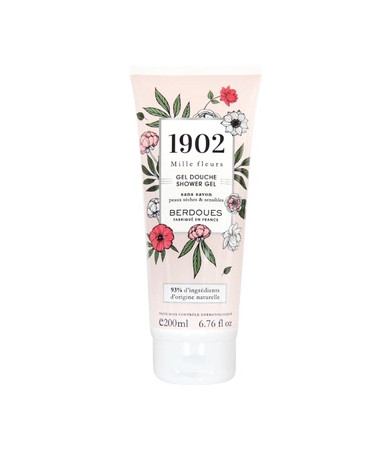 1902
Mille fleurs
GEL DOUCHE
SHOWER GEL
sans savon
peaux sèches & sensibles
BERDOUES
FABRIQUÉ EN FRANCE
93% d'ingrédients
d'origine naturelle
e200ml 6.76 fl oz